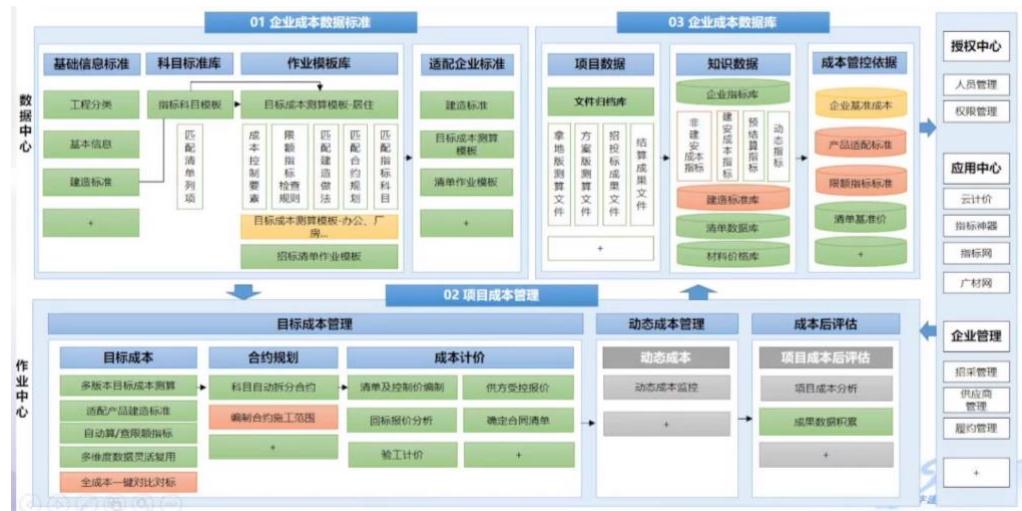 数据中心
01 企业成本数据标准
基础信息标准
工程分类
基本信息
建造标准
+
科目标准库
指标科目模板
匹配清单列项
作业模板库
目标成本测算模板-居住
成本控制要素
限额指标检查规则
匹配建造做法
匹配合约规划
匹配指标科目
目标成本测算模板-办公、厂
房...
招标清单作业模板
适配企业标准
建造标准
目标成本测算
模板
清单作业模板
+
03 企业成本数据库
项目数据
文件归档库
拿地版测算文件
方案版测算文件
招投标成果文件
结算成果文件
+
知识数据
企业指标库
非建安成本指标
建安成本指标
预结算指标
动态指标
建造标准库
清单数据库
材料价格库
成本管控依据
企业基准成本
产品适配标准
限额指标标准
清单基准价
+
作业中心
02 项目成本管理
目标成本管理
目标成本
多版本目标成本测算
适配产品建造标准
自动算/查限额指标
多维度数据灵活复用
全成本一键对比对标
合约规划
科目自动拆分合约
编制合约施工范围
+
成本计价
清单及控制价编制
供方受控报价
回标报价分析
确定合同清单
验工计价
+
动态成本管理
动态成本
动态成本监控
+
成本后评估
项目成本后评估
项目成本分析
成果数据积累
+
授权中心
人员管理
权限管理
应用中心
云计价
指标神器
指标网
广材网
企业管理
招采管理
供应商
管理
履约管理
+